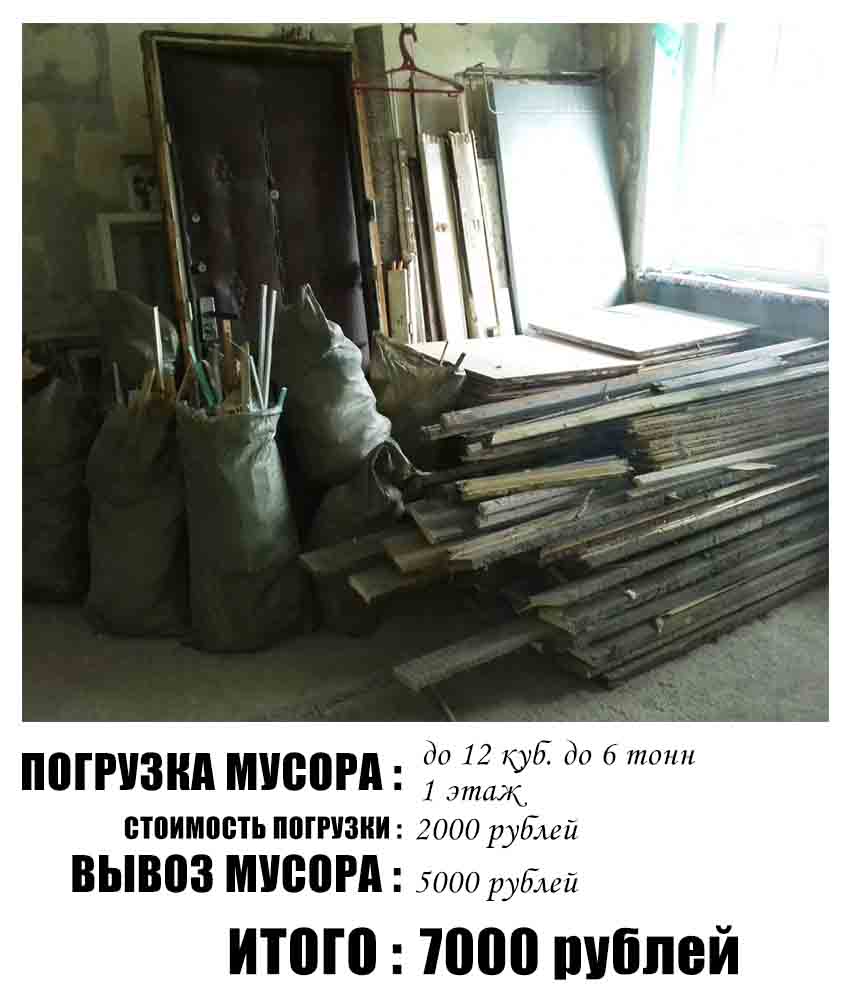 ПОГРУЗКА МУСОРА : до 12 куб. до 6 тонн
1 этаж
СТОИМОСТЬ ПОГРУЗКИ : 2000 рублей
ВЫВОЗ МУСОРА : 5000 рублей
ИТОГО : 7000 рублей